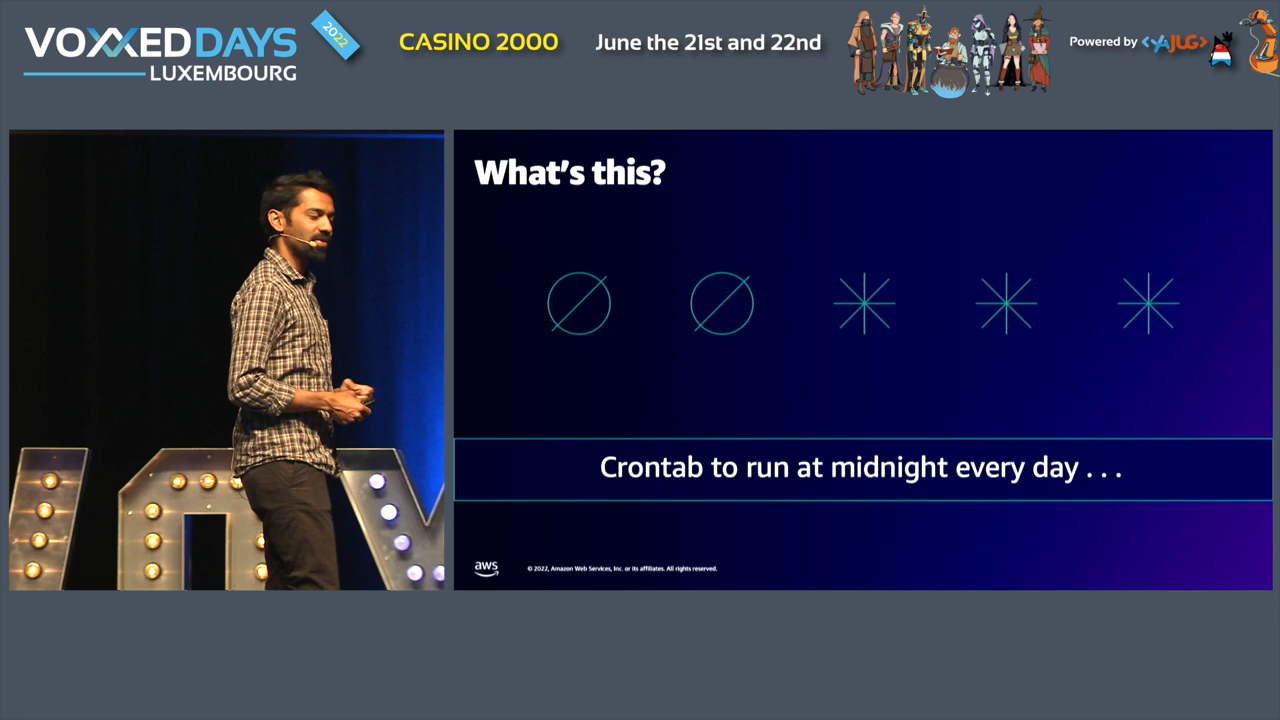 VOXXEDDAYS
LUXEMBOURG
2022
CASINO 2000
June the 21st and 22nd
Powered by <YAJUG>
What's this?
∅ ∅ * * *
Crontab to run at midnight every day . . .
aws
© 2022, Amazon Web Services, Inc. or its affiliates. All rights reserved.